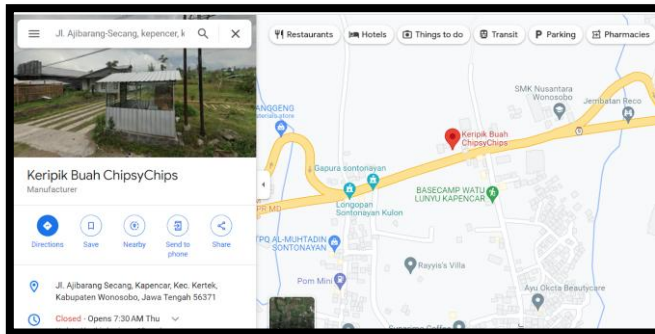 Jl. Ajibarang-Secang, kepencer, k
Restaurants
Hotels
Things to do
Transit
Parking
Pharmacies
Keripik Buah ChipsyChips
Manufacturer
Directions
Save
Nearby
Send to
phone
Share
Jl. Ajibarang Secang, Kapencar, Kec. Kertek,
Kabupaten Wonosobo, Jawa Tengah 56371
Closed · Opens 7:30 AM Thu
SMK Nusantara
Wonosobo
Jembatan Reco
ANGGENG
Keripik Buah
ChipsyChips
Gapura sontonayan
Longopan
Sontonayan Kulon
BASECAMP WATU
LUNYU KAPENCAR
TPQ AL-MUHTADIN
SONTONAYAN
Rayyis's Villa
Pom Mini
Ayu Okcta Beautycare